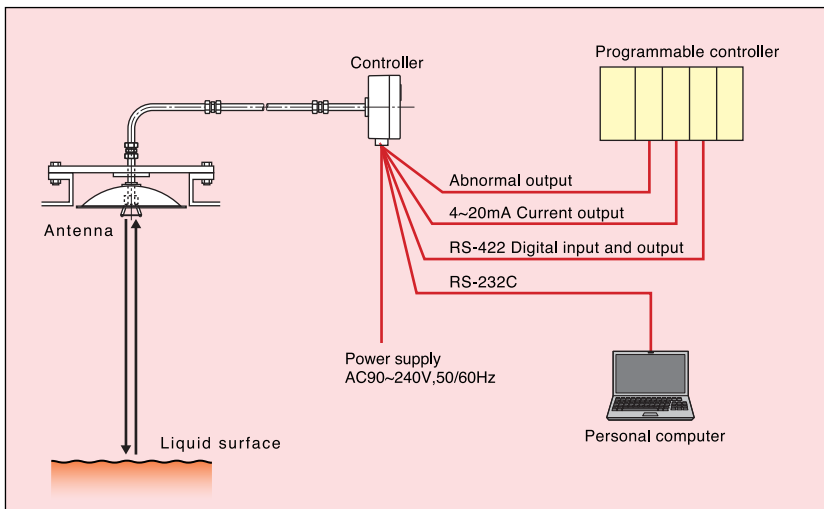 Controller
Programmable controller
Abnormal output
4~20mA Current output
Antenna
RS-422 Digital input and output
RS-232C
Power supply
AC90~240V,50/60Hz
Liquid surface
Personal computer